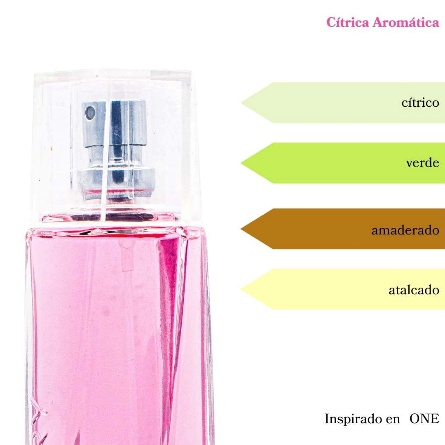 Cítrica Aromática
cítrico
verde
amaderado
atalcado
Inspirado en ONE